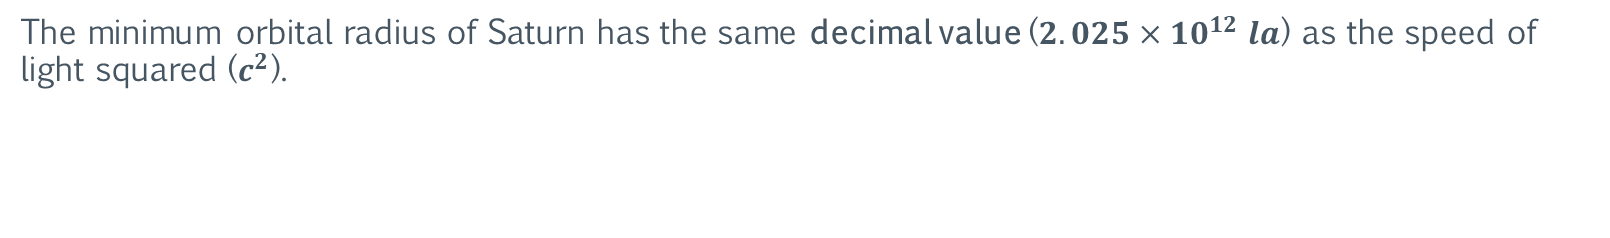 The minimum orbital radius of Saturn has the same decimal value (2.025 × 10¹² la) as the speed of
light squared (c²).